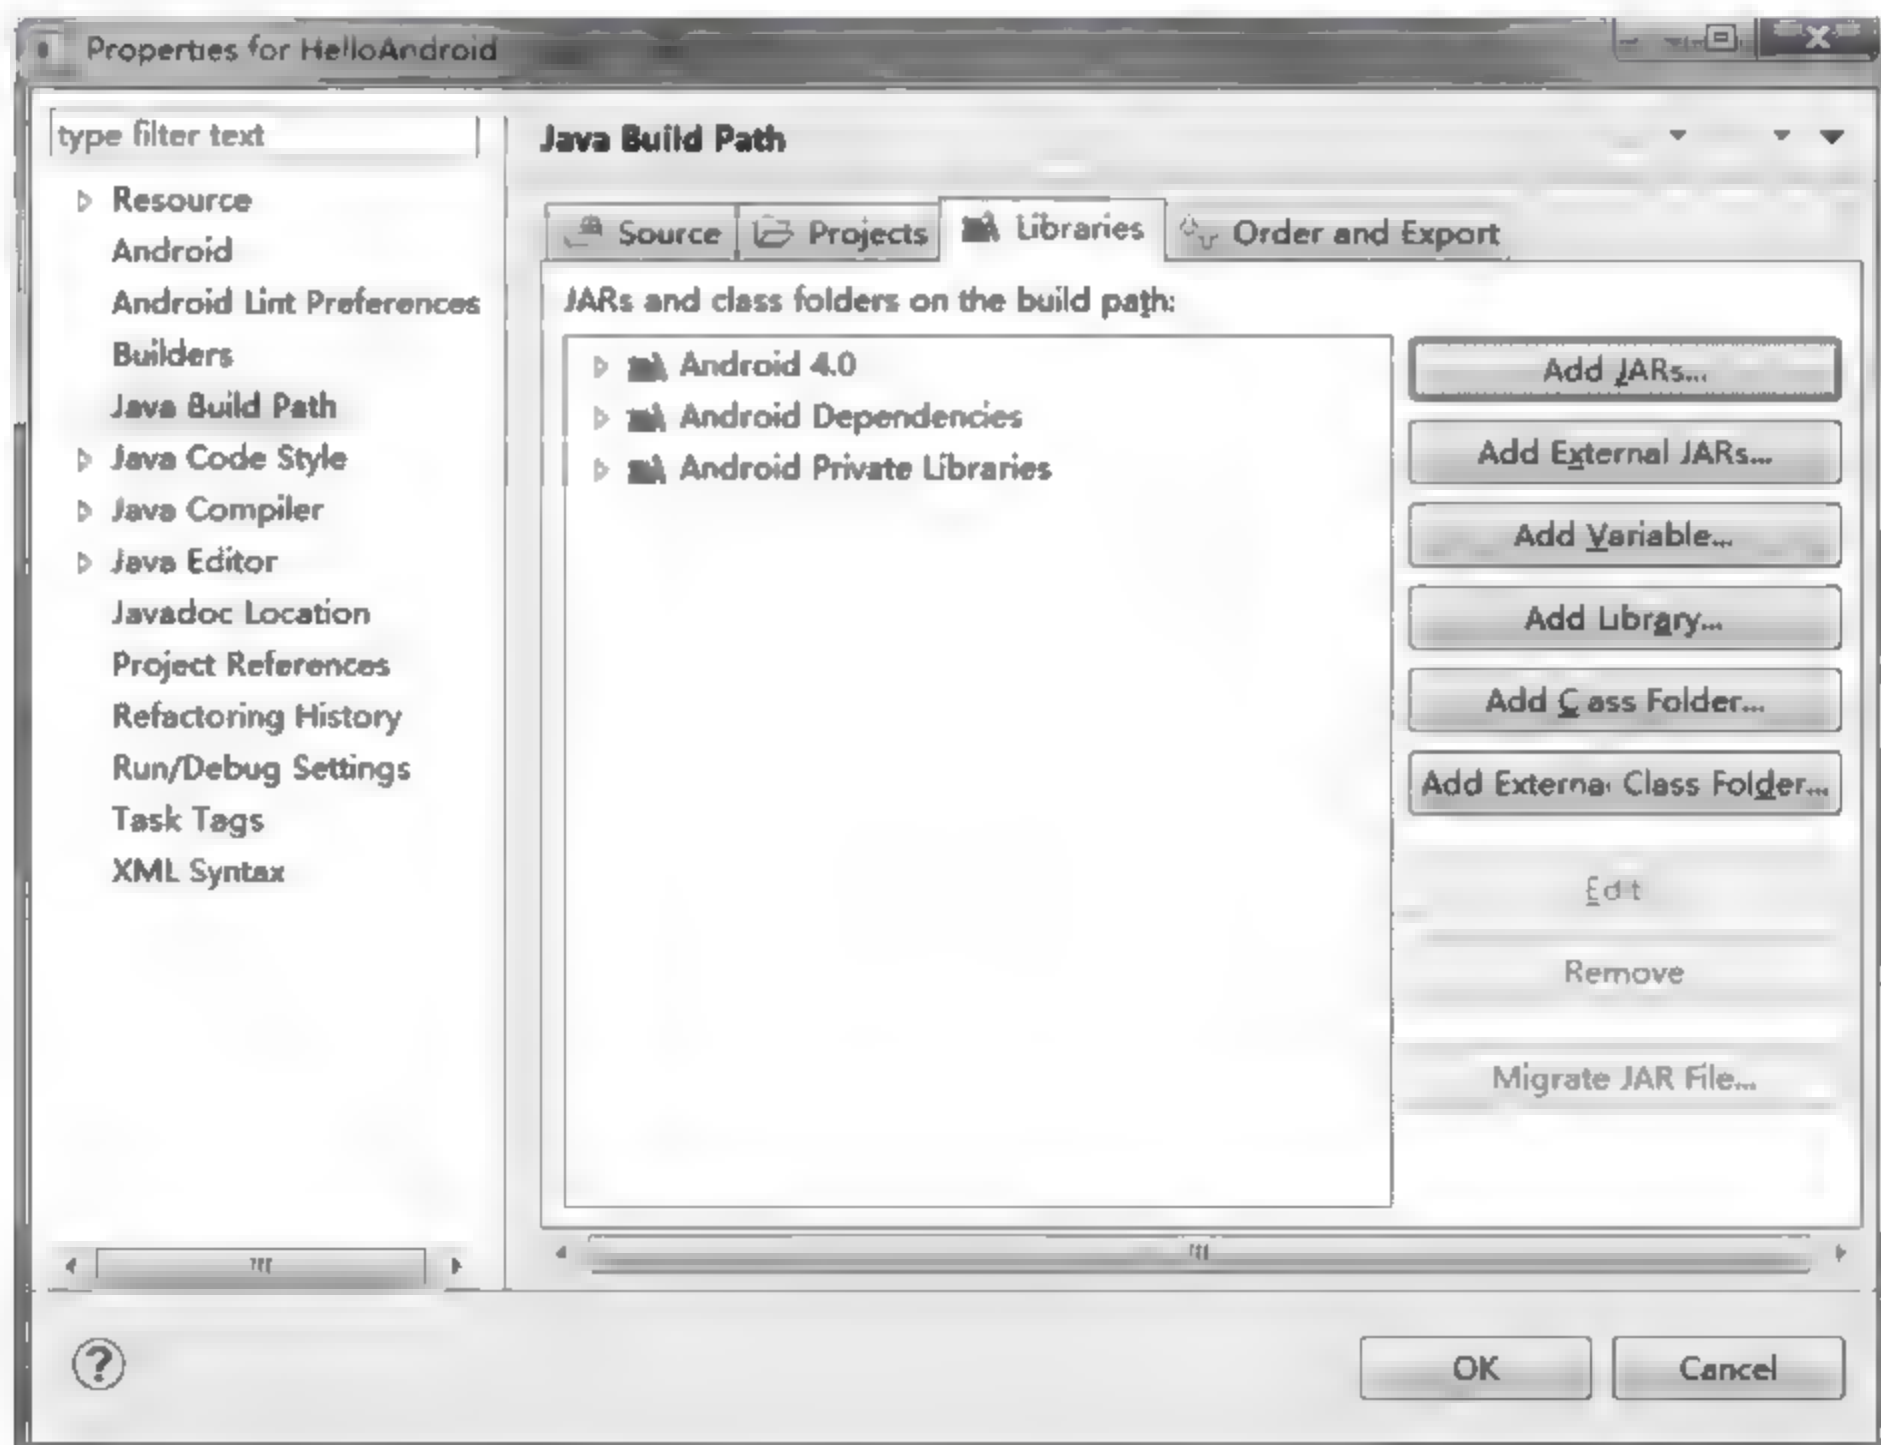 Properties for HelloAndroid
type filter text
Resource
Android
Android Lint Preferences
Builders
Java Build Path
Java Code Style
Java Compiler
Java Editor
Javadoc Location
Project References
Refactoring History
Run/Debug Settings
Task Tags
XML Syntax
Java Build Path
Source Projects Libraries Order and Export
JARs and class folders on the build path:
Android 4.0
Android Dependencies
Android Private Libraries
Add JARs...
Add External JARs...
Add Variable...
Add Library...
Add Class Folder...
Add External Class Folder...
Edit
Remove
Migrate JAR File...
OK Cancel